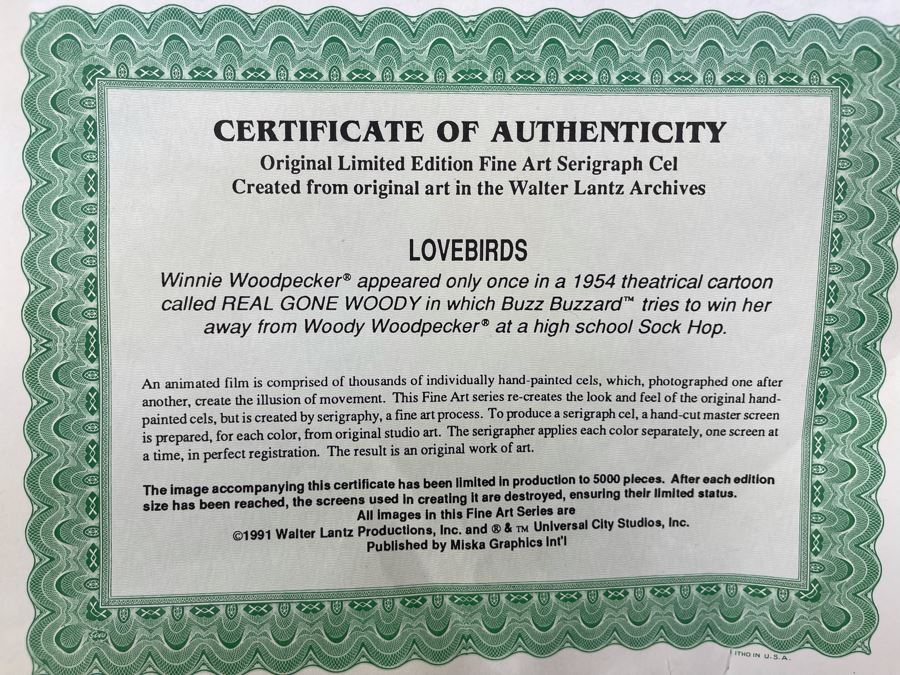 CERTIFICATE OF AUTHENTICITY
Original Limited Edition Fine Art Serigraph Cel
Created from original art in the Walter Lantz Archives
LOVEBIRDS
Winnie Woodpecker® appeared only once in a 1954 theatrical cartoon
called REAL GONE WOODY in which Buzz Buzzard™ tries to win her
away from Woody Woodpecker® at a high school Sock Hop.
An animated film is comprised of thousands of individually hand-painted cels, which, photographed one after
another, create the illusion of movement. This Fine Art series re-creates the look and feel of the original hand-
painted cels, but is created by serigraphy, a fine art process. To produce a serigraph cel, a hand-cut master screen
is prepared, for each color, from original studio art. The serigrapher applies each color separately, one screen at
a time, in perfect registration. The result is an original work of art.
The image accompanying this certificate has been limited in production to 5000 pieces. After each edition
size has been reached, the screens used in creating it are destroyed, ensuring their limited status.
All images in this Fine Art Series are
©1991 Walter Lantz Productions, Inc. and ® & ™ Universal City Studios, Inc.
Published by Miska Graphics Int'l
ITHO IN U.S.A.